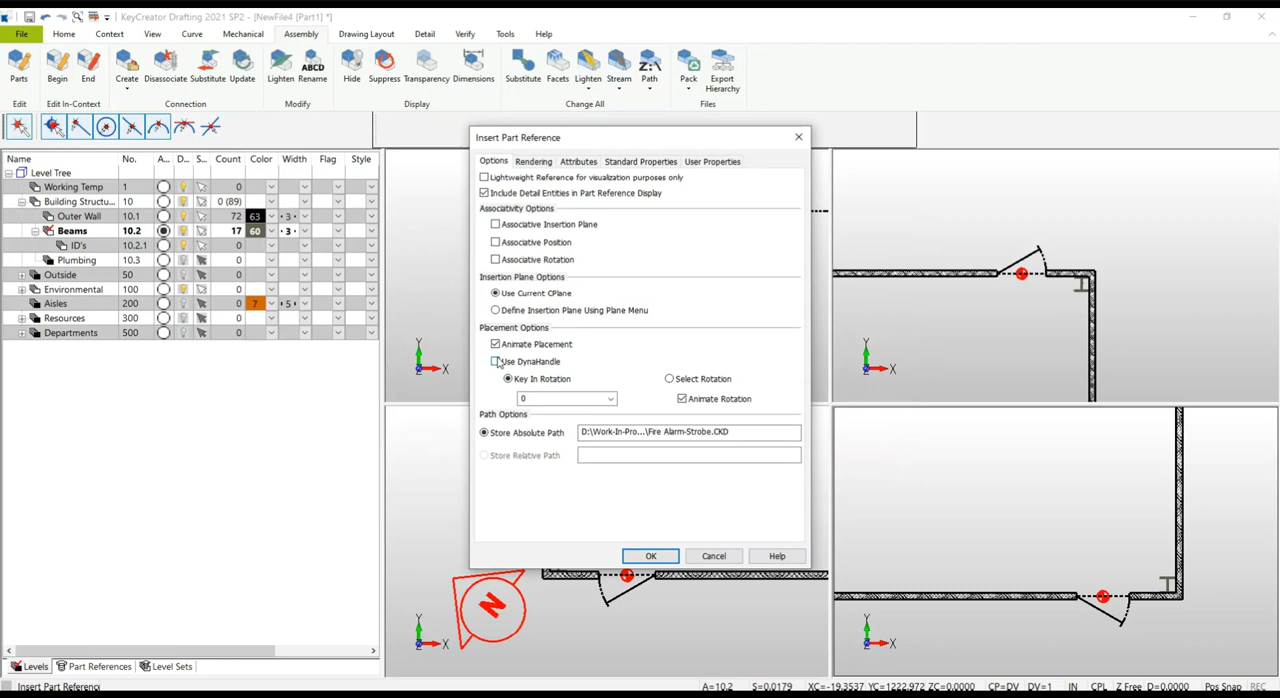 KeyCreator Drafting 2021 SP2 - [NewFile4 [Part1] *]
File Home Context View Curve Mechanical Assembly Drawing Layout Detail Verify Tools Help
Parts Begin End Create Disassociate Substitute Update Lighten Rename Hide Suppress Transparency Dimensions Substitute Facets Lighten Stream Path Pack Export Hierarchy
ABCD
Z:\
Edit Edit In-Context Connection Modify Display Change All Files
Name No. A... D... S... Count Color Width Flag Style
Level Tree
Working Temp 1 0
Building Structu... 10 0 (89)
Outer Wall 10.1 72 63 3
Beams 10.2 17 60 3
ID's 10.2.1 0
Plumbing 10.3 0
Outside 50 0
Environmental 100 0
Aisles 200 0 7 5
Resources 300 0
Departments 500 0
Levels Part References Level Sets
Insert Part Reference
Options Rendering Attributes Standard Properties User Properties
Lightweight Reference for visualization purposes only
Include Detail Entities in Part Reference Display
Associativity Options
Associative Insertion Plane
Associative Position
Associative Rotation
Insertion Plane Options
Use Current CPlane
Define Insertion Plane Using Plane Menu
Placement Options
Animate Placement
Use DynaHandle
Key In Rotation Select Rotation
0 Animate Rotation
Path Options
Store Absolute Path D:\Work-In-Pro...\Fire Alarm-Strobe.CKD
Store Relative Path
OK Cancel Help
Y X Z
Y X Z
N
Y X Z
Y X Z
Insert Part Referenc A=10.2 S=0.0179 XC=-19.3537 YC=1222.972 ZC=0.0000 CP=DV DV=1 IN CPL Z Free D=0.0000 Pos Snap REC